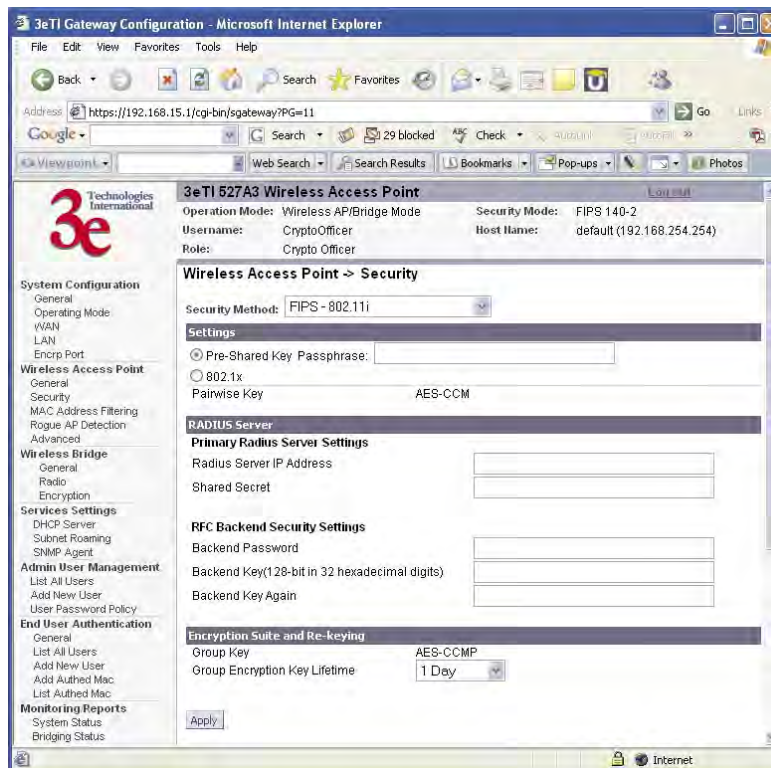 3eTI Gateway Configuration - Microsoft Internet Explorer
File Edit View Favorites Tools Help
Back Search Favorites
Address https://192.168.15.1/cgi-bin/sgateway?PG=11 Go Links
Google Search 29 blocked Check
Viewpoint Web Search Search Results Bookmarks Pop-ups Photos
3e Technologies International
3eTI 527A3 Wireless Access Point Logout
Operation Mode: Wireless AP/Bridge Mode Security Mode: FIPS 140-2
Username: CryptoOfficer Host Name: default (192.168.254.254)
Role: Crypto Officer
System Configuration
General
Operating Mode
WAN
LAN
Encrp Port
Wireless Access Point
General
Security
MAC Address Filtering
Rogue AP Detection
Advanced
Wireless Bridge
General
Radio
Encryption
Services Settings
DHCP Server
Subnet Roaming
SNMP Agent
Admin User Management
List All Users
Add New User
User Password Policy
End User Authentication
General
List All Users
Add New User
Add Authed Mac
List Authed Mac
Monitoring/Reports
System Status
Bridging Status
Wireless Access Point -> Security
Security Method: FIPS - 802.11i
Settings
Pre-Shared Key Passphrase:
802.1x
Pairwise Key AES-CCM
RADIUS Server
Primary Radius Server Settings
Radius Server IP Address
Shared Secret
RFC Backend Security Settings
Backend Password
Backend Key(128-bit in 32 hexadecimal digits)
Backend Key Again
Encryption Suite and Re-keying
Group Key AES-CCMP
Group Encryption Key Lifetime 1 Day
Apply
Internet